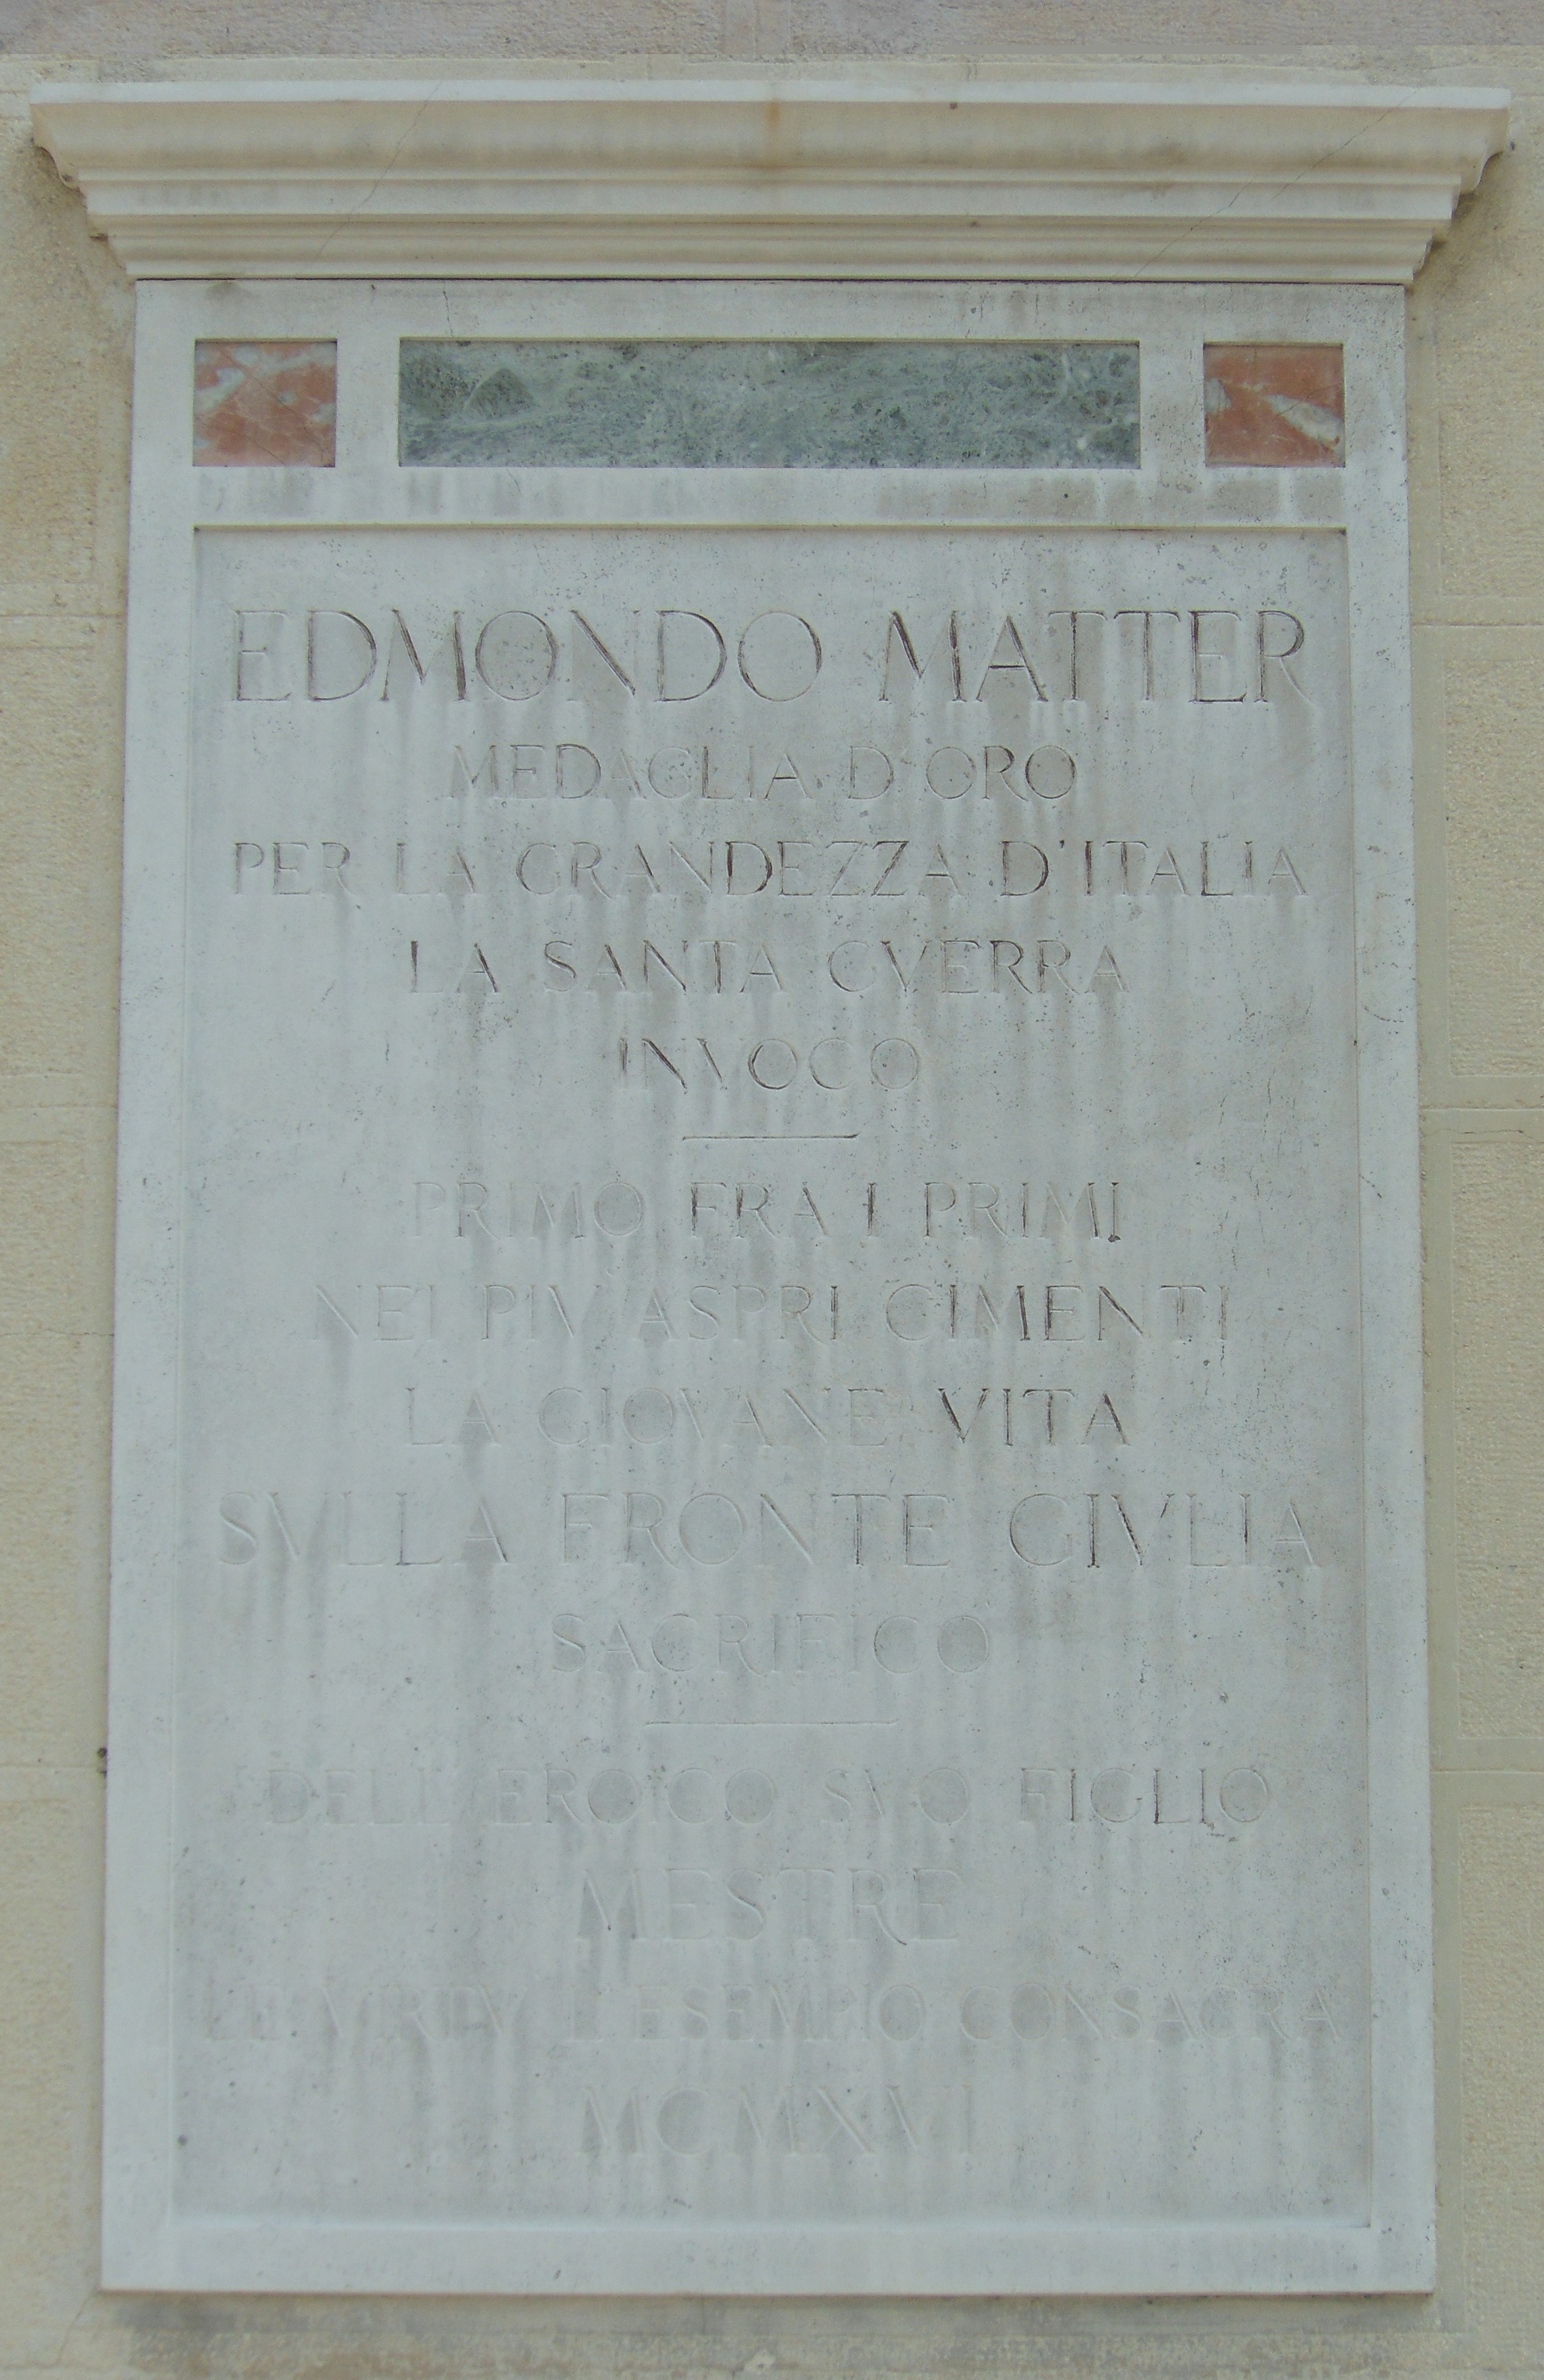 EDMONDO MATTER
MEDAGLIA D'ORO
PER LA GRANDEZZA D'ITALIA
LA SANTA GVERRA
INVOCO
PRIMO FRA I PRIMI
NEI PIV ASPRI CIMENTI
LA GIOVANE VITA
SVLLA FRONTE GIVLIA
SACRIFICO
DELL'EROICO SVO FIGLIO
MESTRE
LE VIRTV L'ESEMPIO CONSACRA
MCMXVII